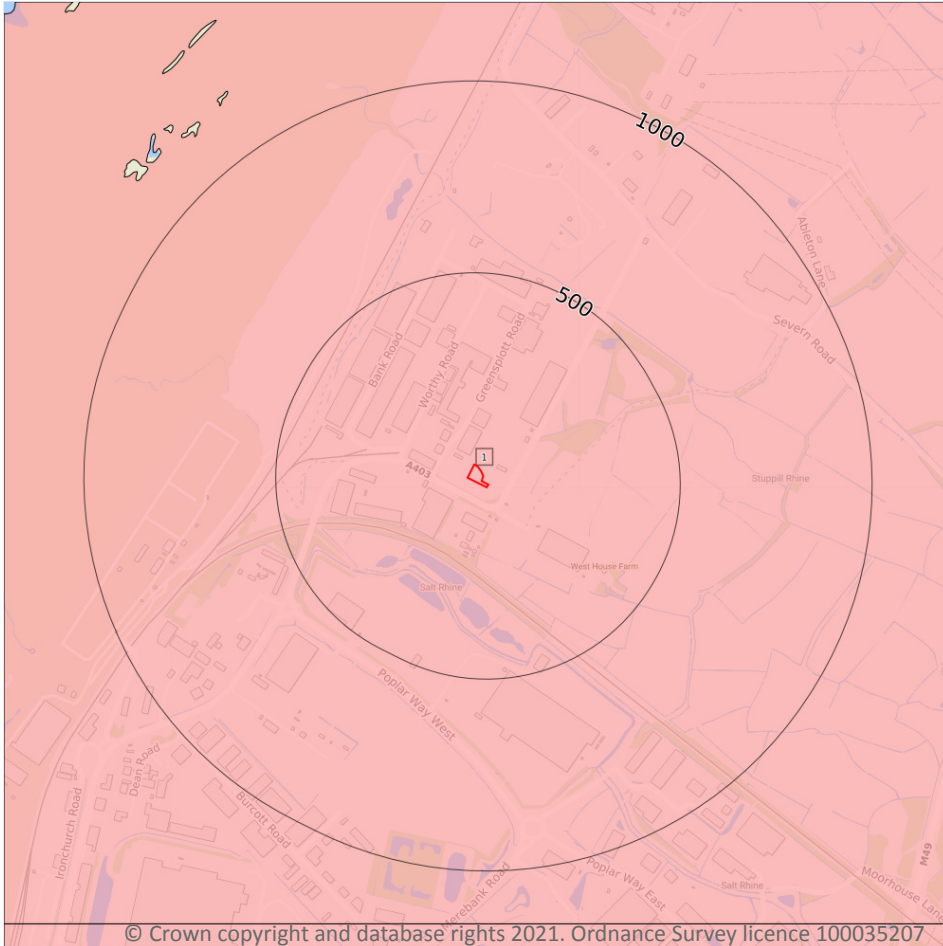 1000
Ableton Lane
500
Severn Road
Bank Road
Worthy Road
Greensplott Road
1
A403
Stuppill Rhine
West House Farm
Salt Rhine
Poplar Way West
Dean Road
Burcott Road
Ironchurch Road
M49
Merebank Road
Poplar Way East
Salt Rhine
Moorhouse Lane
© Crown copyright and database rights 2021. Ordnance Survey licence 100035207